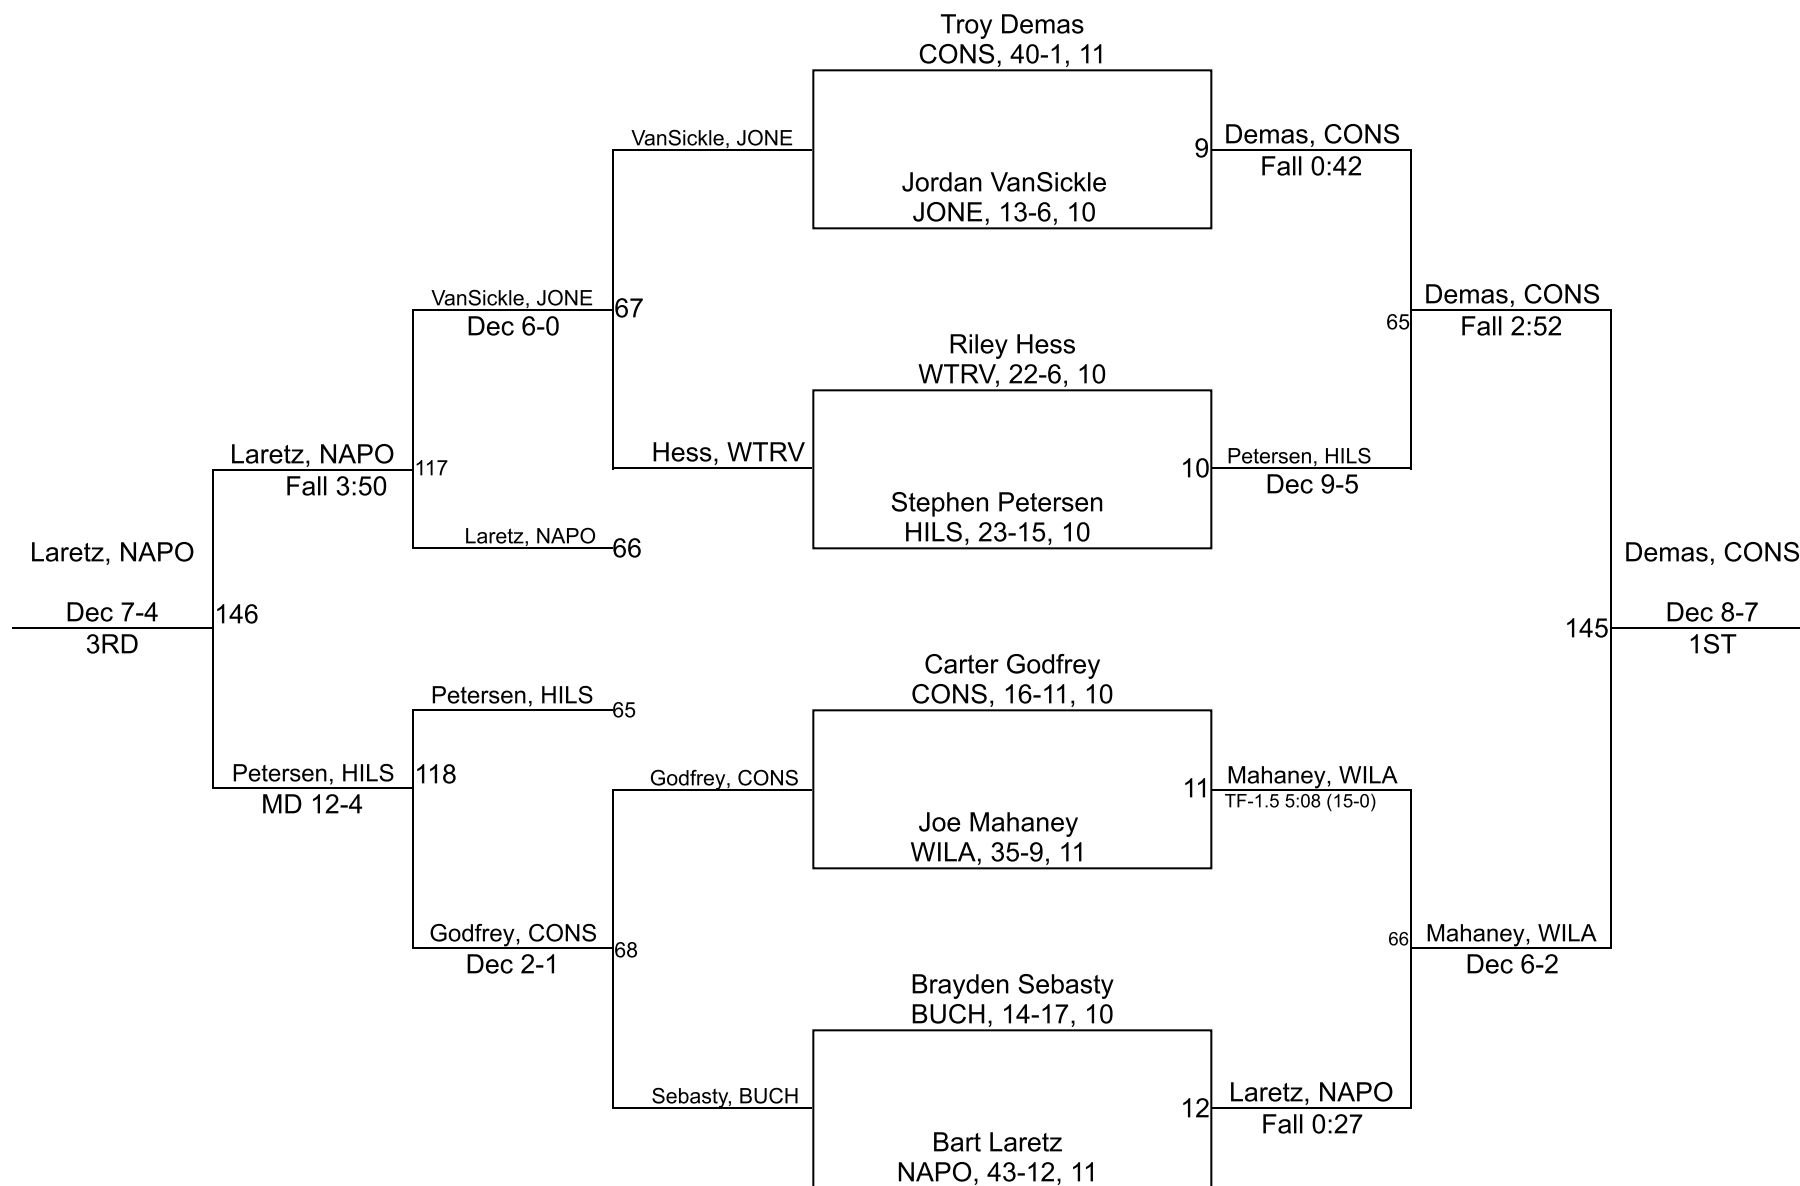 Troy Demas
CONS, 40-1, 11
VanSickle, JONE
9
Demas, CONS
Fall 0:42
Jordan VanSickle
JONE, 13-6, 10
VanSickle, JONE
Dec 6-0
67
65
Demas, CONS
Fall 2:52
Riley Hess
WTRV, 22-6, 10
Laretz, NAPO
Fall 3:50
117
Hess, WTRV
10
Petersen, HILS
Dec 9-5
Stephen Petersen
HILS, 23-15, 10
Laretz, NAPO
66
Laretz, NAPO
Dec 7-4
3RD
146
Demas, CONS
145
Dec 8-7
1ST
Carter Godfrey
CONS, 16-11, 10
Petersen, HILS
65
Petersen, HILS
MD 12-4
118
Godfrey, CONS
11
Mahaney, WILA
TF-1.5 5:08 (15-0)
Joe Mahaney
WILA, 35-9, 11
Godfrey, CONS
Dec 2-1
68
66
Mahaney, WILA
Dec 6-2
Brayden Sebasty
BUCH, 14-17, 10
Sebasty, BUCH
12
Laretz, NAPO
Fall 0:27
Bart Laretz
NAPO, 43-12, 11